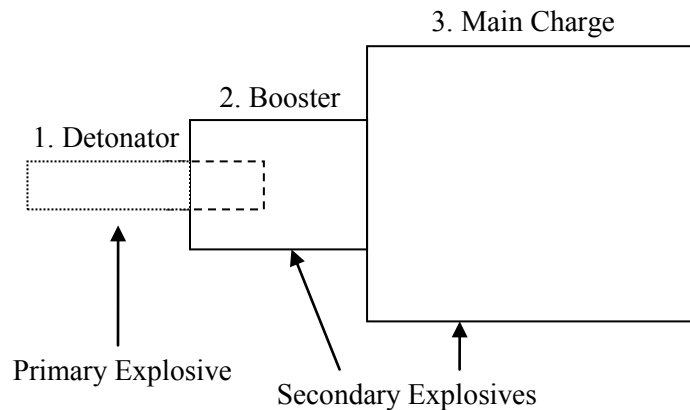 3. Main Charge
2. Booster
1. Detonator
Primary Explosive
Secondary Explosives